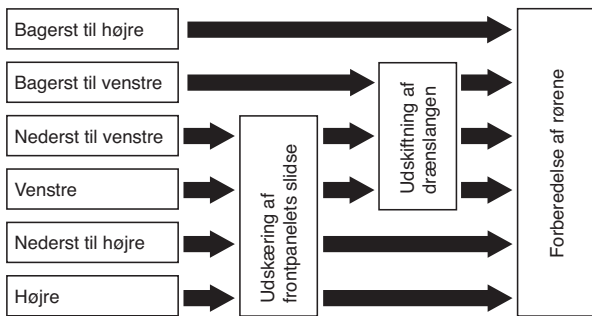 Bagerst til højre
Bagerst til venstre
Nederst til venstre
Venstre
Nederst til højre
Højre
Udskæring af
frontpanelets slidse
Udskiftning af
drænslangen
Forberedelse af rørene